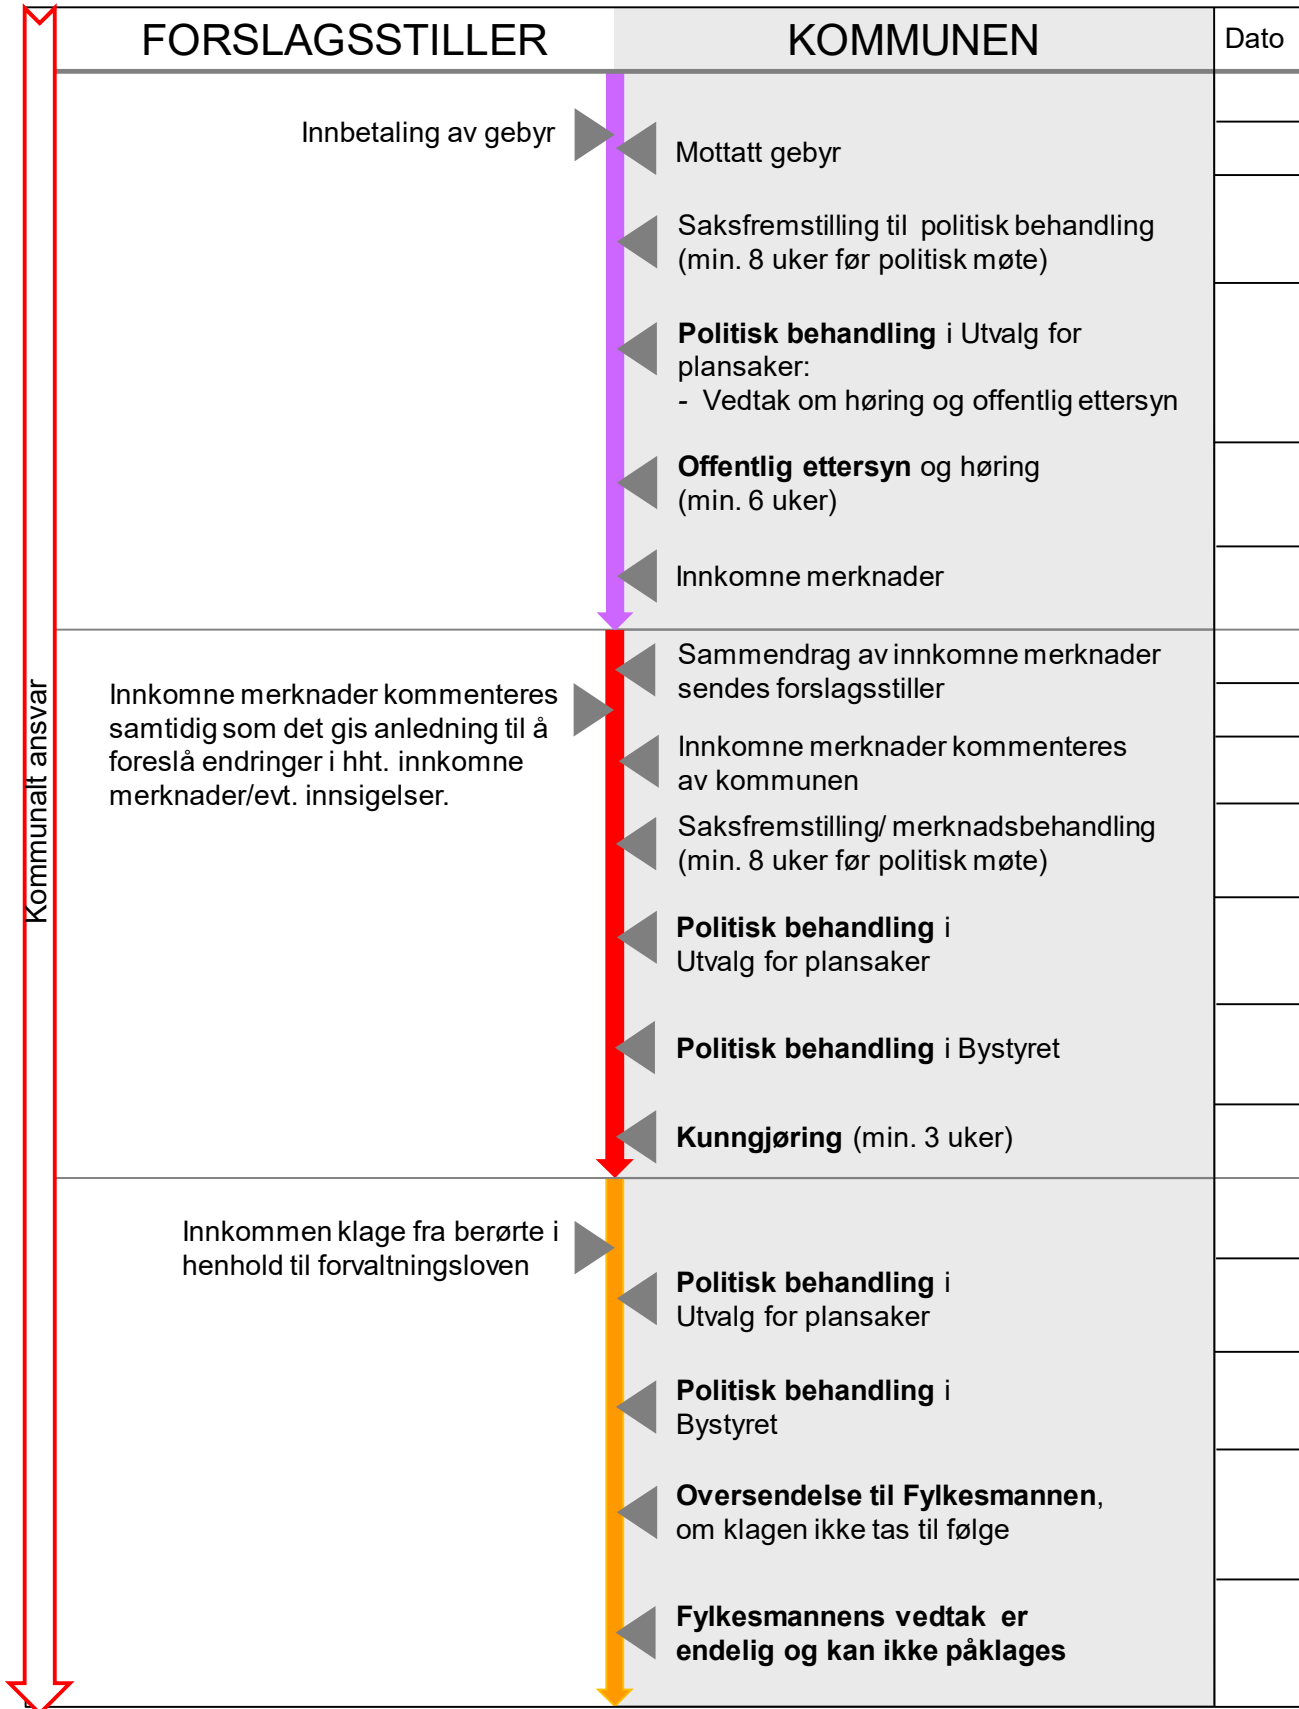 FORSLAGSSTILLER
KOMMUNEN
Dato
Innbetaling av gebyr
Mottatt gebyr
Saksfremstilling til politisk behandling
(min. 8 uker før politisk møte)
Politisk behandling i Utvalg for
plansaker:
- Vedtak om høring og offentlig ettersyn
Offentlig ettersyn og høring
(min. 6 uker)
Innkomne merknader
Kommunalt ansvar
Sammendrag av innkomne merknader
sendes forslagsstiller
Innkomne merknader kommenteres
samtidig som det gis anledning til å
foreslå endringer i hht. innkomne
merknader/evt. innsigelser.
Innkomne merknader kommenteres
av kommunen
Saksfremstilling/ merknadsbehandling
(min. 8 uker før politisk møte)
Politisk behandling i
Utvalg for plansaker
Politisk behandling i Bystyret
Kunngjøring (min. 3 uker)
Innkommen klage fra berørte i
henhold til forvaltningsloven
Politisk behandling i
Utvalg for plansaker
Politisk behandling i
Bystyret
Oversendelse til Fylkesmannen,
om klagen ikke tas til følge
Fylkesmannens vedtak er
endelig og kan ikke påklages